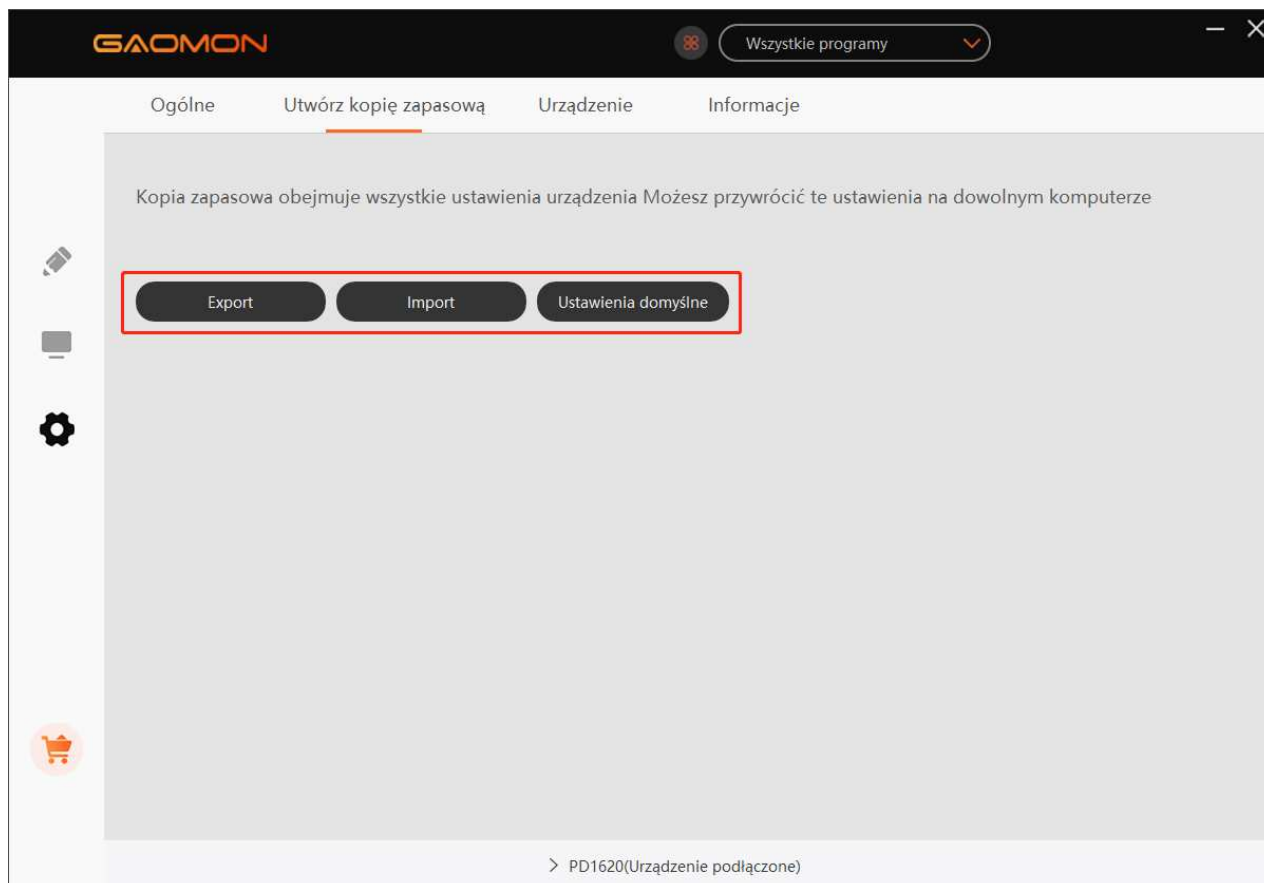 GAOMON
Wszystkie programy
Ogólne Utwórz kopię zapasową Urządzenie Informacje
Kopia zapasowa obejmuje wszystkie ustawienia urządzenia Możesz przywrócić te ustawienia na dowolnym komputerze
Export Import Ustawienia domyślne
PD1620(Urządzenie podłączone)